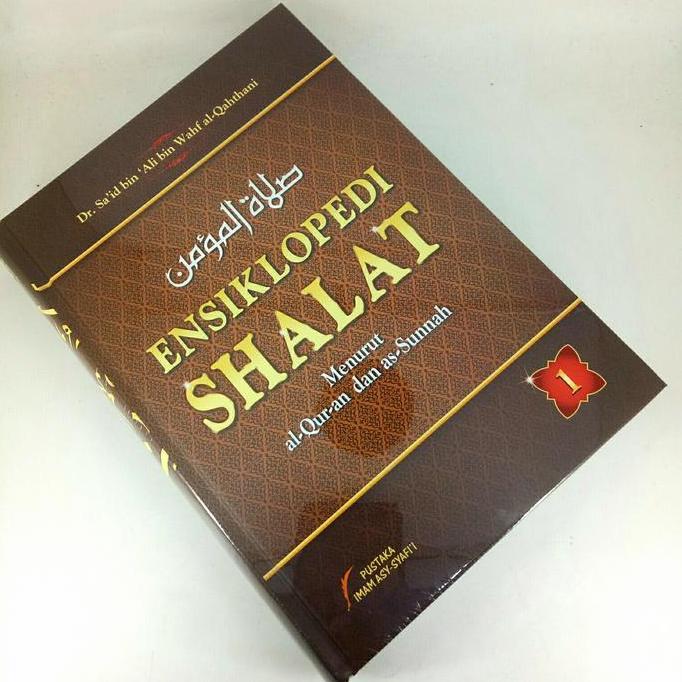 Dr. Sa'id bin 'Ali bin Wahf al-Qahthani
صلاة المؤمن
ENSIKLOPEDI
SHALAT
Menurut
al-Qur-an dan as-Sunnah
1
PUSTAKA
IMAM ASY-SYAFI'I